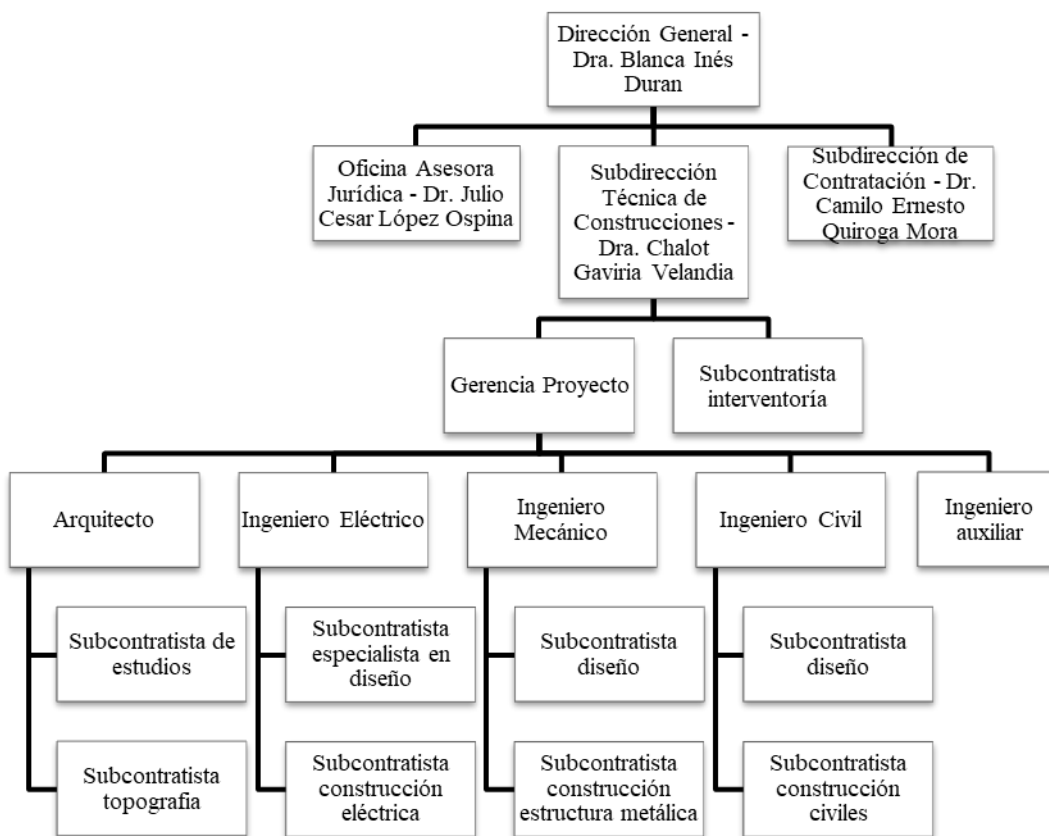 Dirección General -
Dra. Blanca Inés
Duran
Oficina Asesora
Jurídica - Dr. Julio
Cesar López Ospina
Subdirección
Técnica de
Construcciones -
Dra. Chalot
Gaviria Velandia
Subdirección de
Contratación - Dr.
Camilo Ernesto
Quiroga Mora
Gerencia Proyecto
Subcontratista
interventoría
Arquitecto
Ingeniero Eléctrico
Ingeniero
Mecánico
Ingeniero Civil
Ingeniero
auxiliar
Subcontratista de
estudios
Subcontratista
especialista en
diseño
Subcontratista
diseño
Subcontratista
diseño
Subcontratista
topografia
Subcontratista
construcción
eléctrica
Subcontratista
construcción
estructura metálica
Subcontratista
construcción
civiles